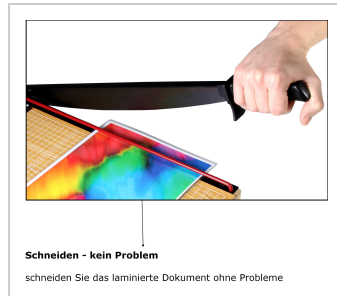 Schneiden - kein Problem
schneiden Sie das laminierte Dokument ohne Probleme